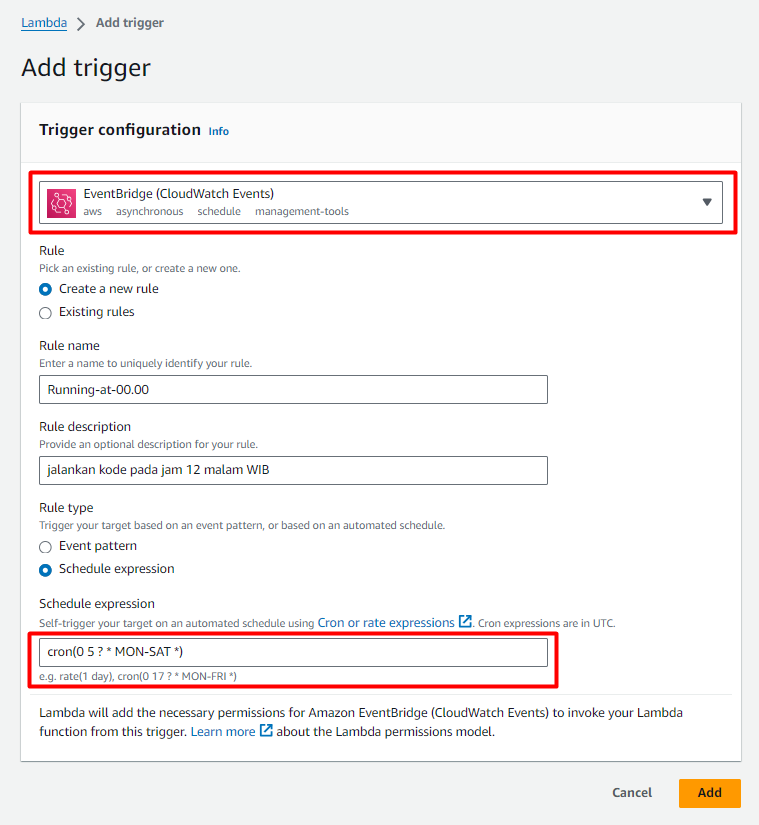 Lambda > Add trigger
Add trigger
Trigger configuration Info
EventBridge (CloudWatch Events)
aws asynchronous schedule management-tools
Rule
Pick an existing rule, or create a new one.
Create a new rule
Existing rules
Rule name
Enter a name to uniquely identify your rule.
Running-at-00.00
Rule description
Provide an optional description for your rule.
jalankan kode pada jam 12 malam WIB
Rule type
Trigger your target based on an event pattern, or based on an automated schedule.
Event pattern
Schedule expression
Schedule expression
Self-trigger your target on an automated schedule using Cron or rate expressions. Cron expressions are in UTC.
cron(0 5 ? * MON-SAT *)
e.g. rate(1 day), cron(0 17 ? * MON-FRI *)
Lambda will add the necessary permissions for Amazon EventBridge (CloudWatch Events) to invoke your Lambda
function from this trigger. Learn more about the Lambda permissions model.
Cancel Add